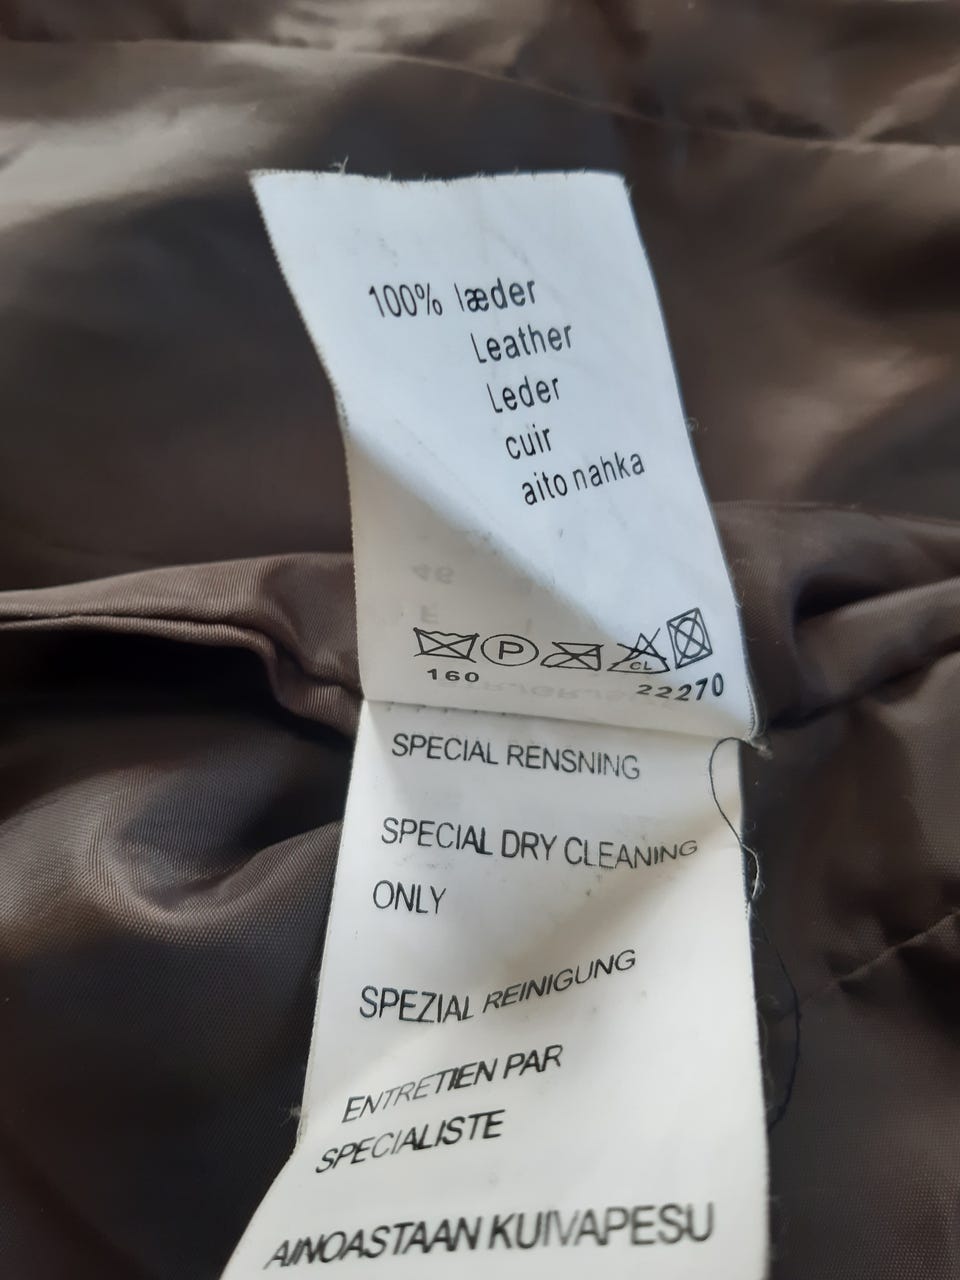 100% læder
Leather
Leder
cuir
aito nahka
P
CL
160
22270
SPECIAL RENSNING
SPECIAL DRY CLEANING
ONLY
SPEZIAL REINIGUNG
ENTRETIEN PAR
SPECIALISTE
AINOASTAAN KUIVAPESU